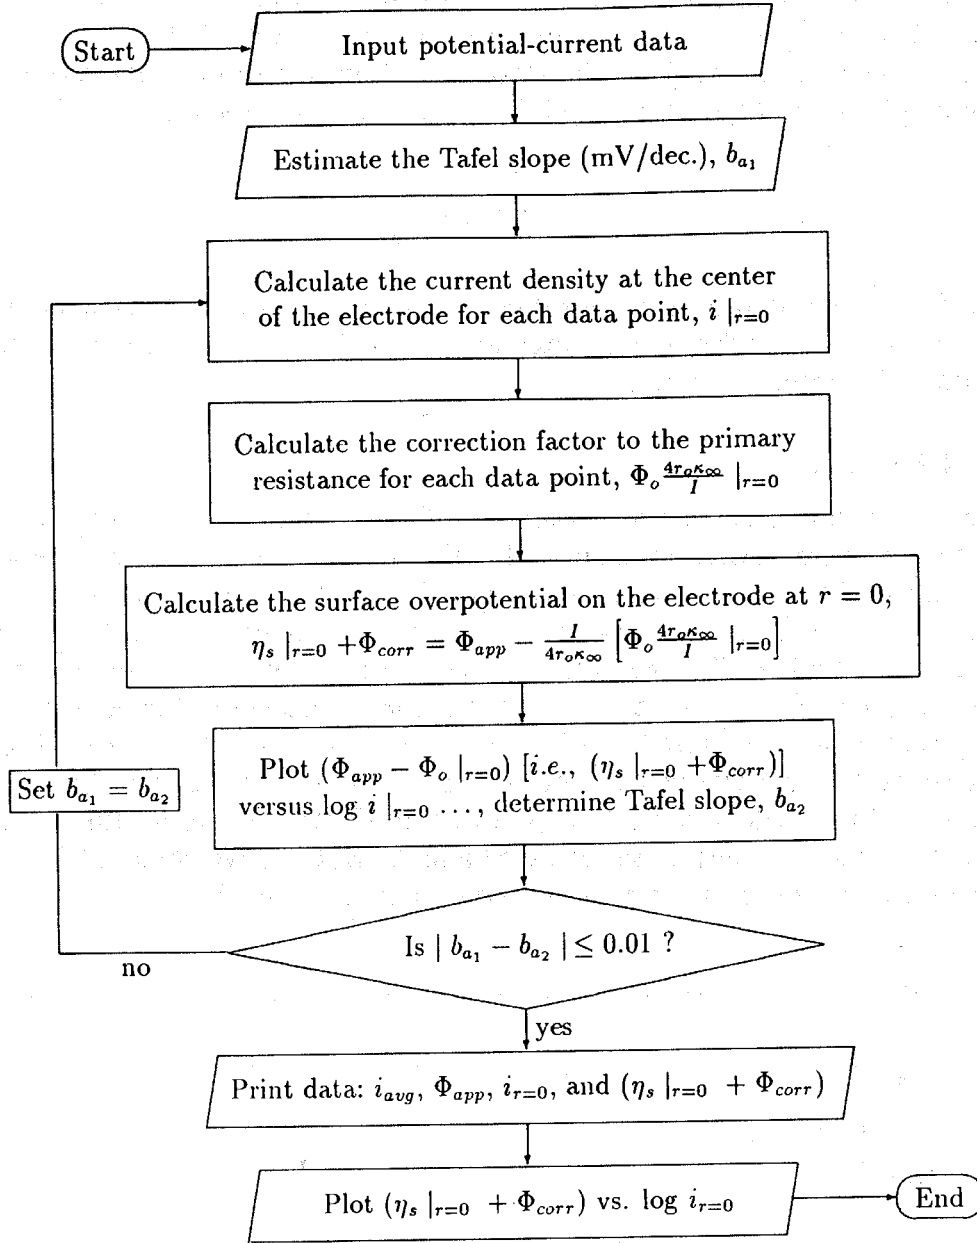 Start
Input potential-current data
Estimate the Tafel slope (mV/dec.), b_{a_1}
Calculate the current density at the center
of the electrode for each data point, i |_{r=0}
Calculate the correction factor to the primary
resistance for each data point, Φ_o \frac{4r_oκ_∞}{I} |_{r=0}
Calculate the surface overpotential on the electrode at r = 0,
η_s |_{r=0} +Φ_{corr} = Φ_{app} − \frac{I}{4r_oκ_∞} [Φ_o \frac{4r_oκ_∞}{I} |_{r=0}]
Plot (Φ_{app} − Φ_o |_{r=0}) [i.e., (η_s |_{r=0} +Φ_{corr})]
versus log i |_{r=0} ..., determine Tafel slope, b_{a_2}
Set b_{a_1} = b_{a_2}
Is | b_{a_1} − b_{a_2} | ≤ 0.01 ?
no
yes
Print data: i_{avg}, Φ_{app}, i_{r=0}, and (η_s |_{r=0} + Φ_{corr})
Plot (η_s |_{r=0} + Φ_{corr}) vs. log i_{r=0}
End